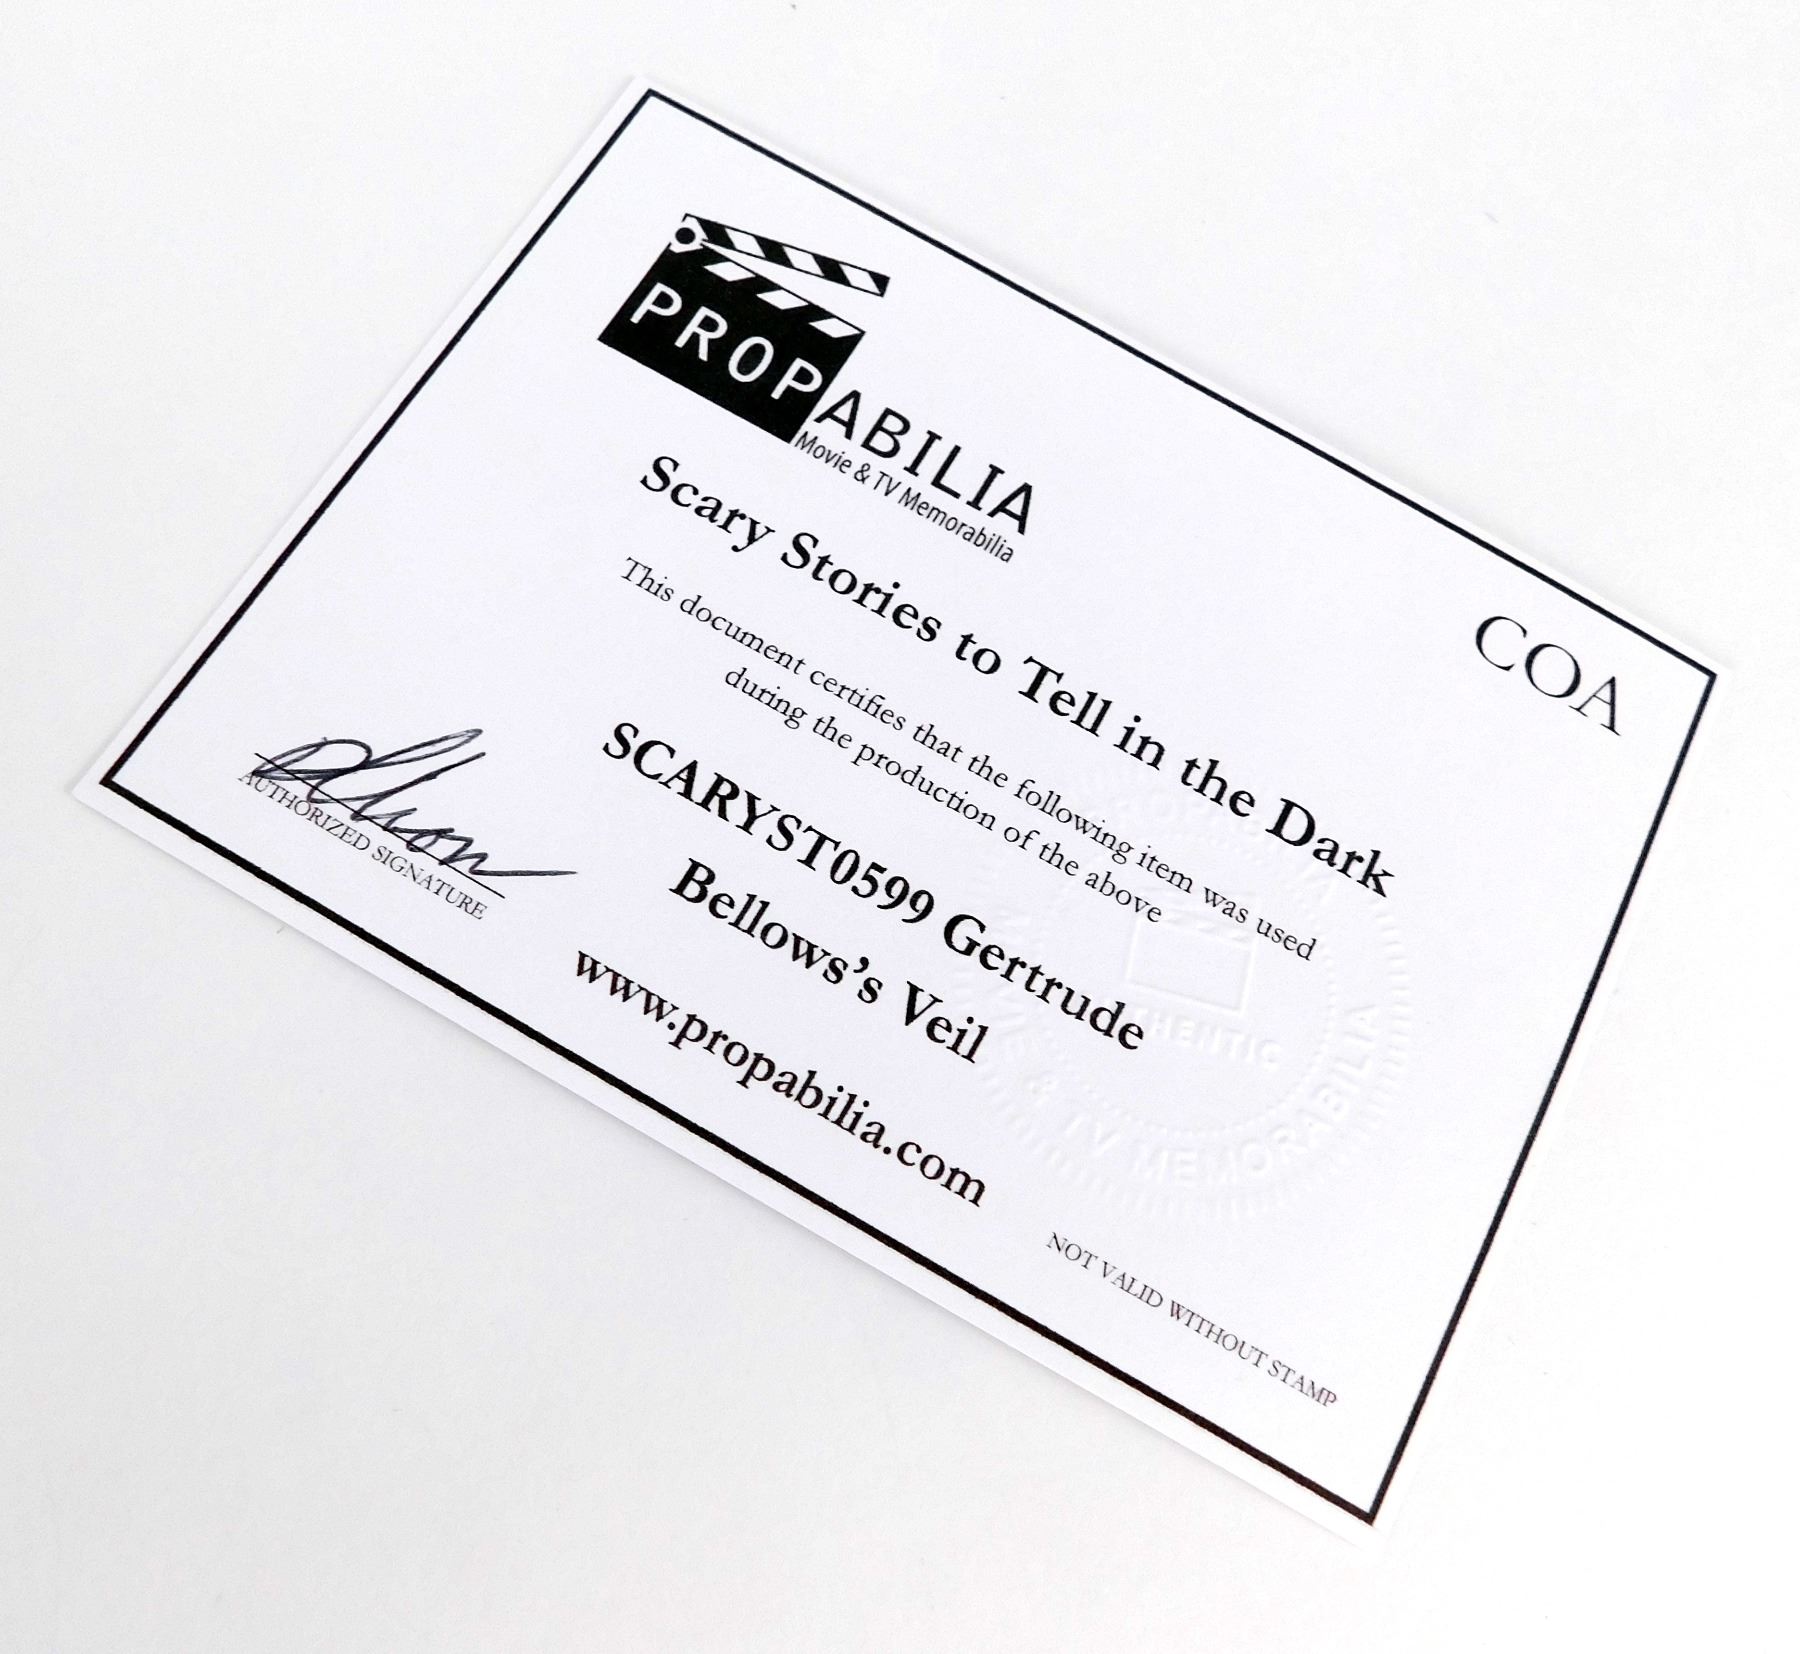 PROPABILIA
Movie & TV Memorabilia
COA
Scary Stories to Tell in the Dark
This document certifies that the following item was used
during the production of the above
SCARYST0599 Gertrude
Bellows’s Veil
www.propabilia.com
AUTHORIZED SIGNATURE
NOT VALID WITHOUT STAMP
& TV MEMORABILIA